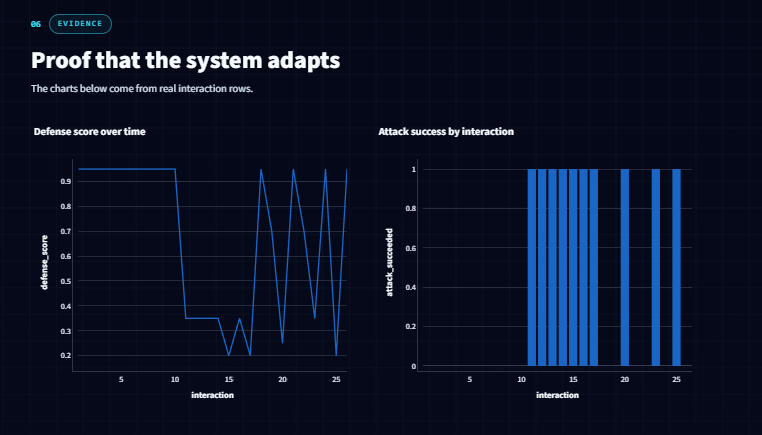 06 EVIDENCE
Proof that the system adapts
The charts below come from real interaction rows.
Defense score over time
0.9
0.8
0.7
0.6
0.5
0.4
0.3
0.2
defense_score
5 10 15 20 25
interaction
Attack success by interaction
1
0.8
0.6
0.4
0.2
0
attack_succeeded
5 10 15 20 25
interaction